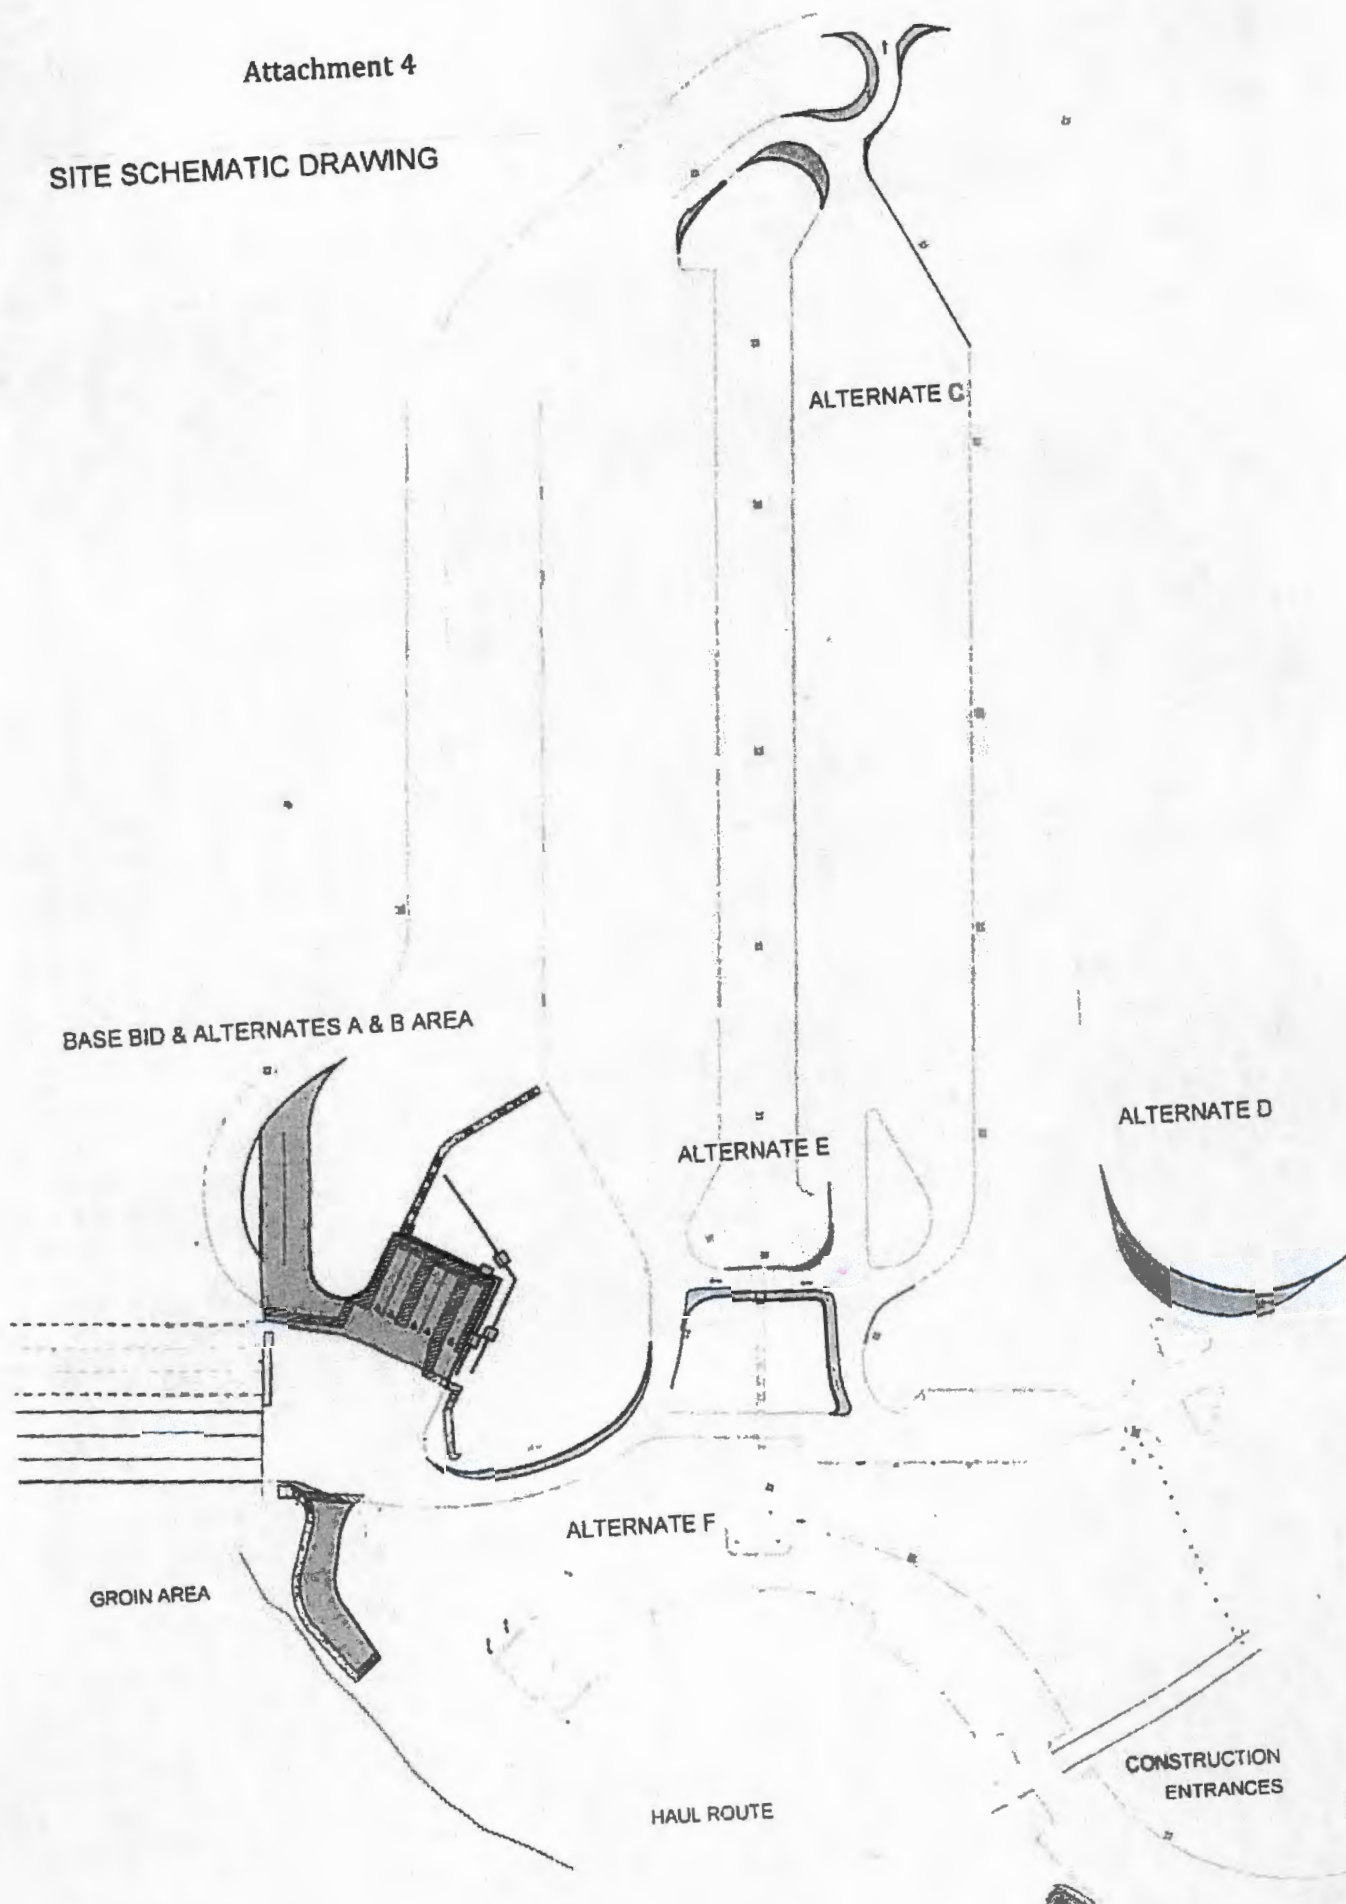 Attachment 4
SITE SCHEMATIC DRAWING
ALTERNATE C
BASE BID & ALTERNATES A & B AREA
ALTERNATE D
ALTERNATE E
ALTERNATE F
GROIN AREA
CONSTRUCTION
ENTRANCES
HAUL ROUTE